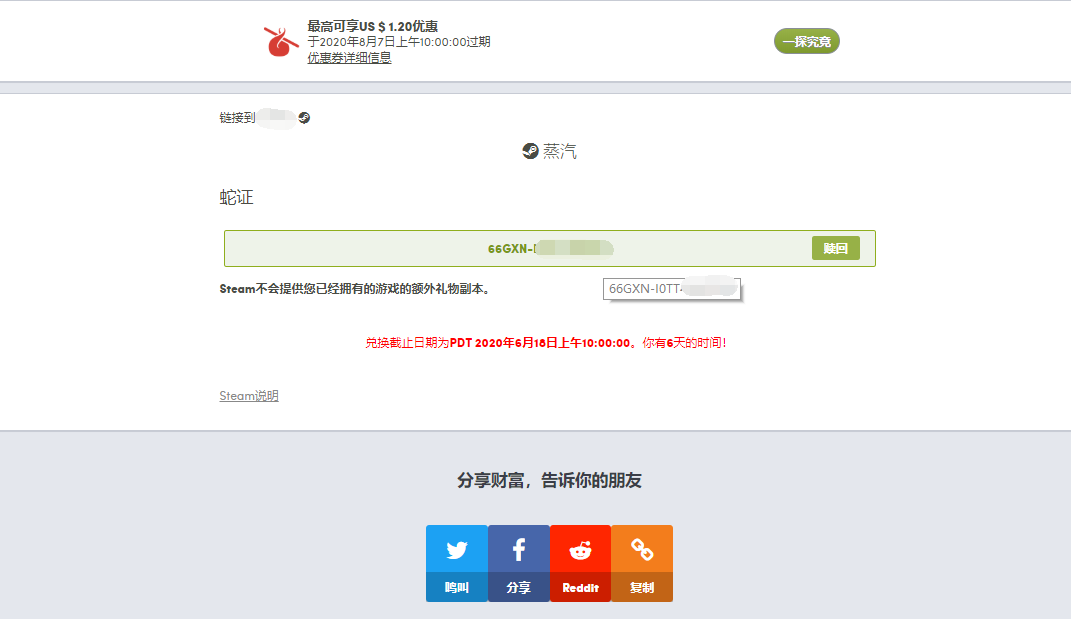 最高可享US $ 1.20优惠
于2020年8月7日上午10:00:00过期
优惠券详细信息
一探究竟
链接到
蒸汽
蛇证
66GXN-
赎回
Steam不会提供您已经拥有的游戏的额外礼物副本。
66GXN-I0TT
兑换截止日期为PDT 2020年6月18日上午10:00:00。你有6天的时间！
Steam说明
分享财富，告诉你的朋友
鸣叫
分享
Reddit
复制